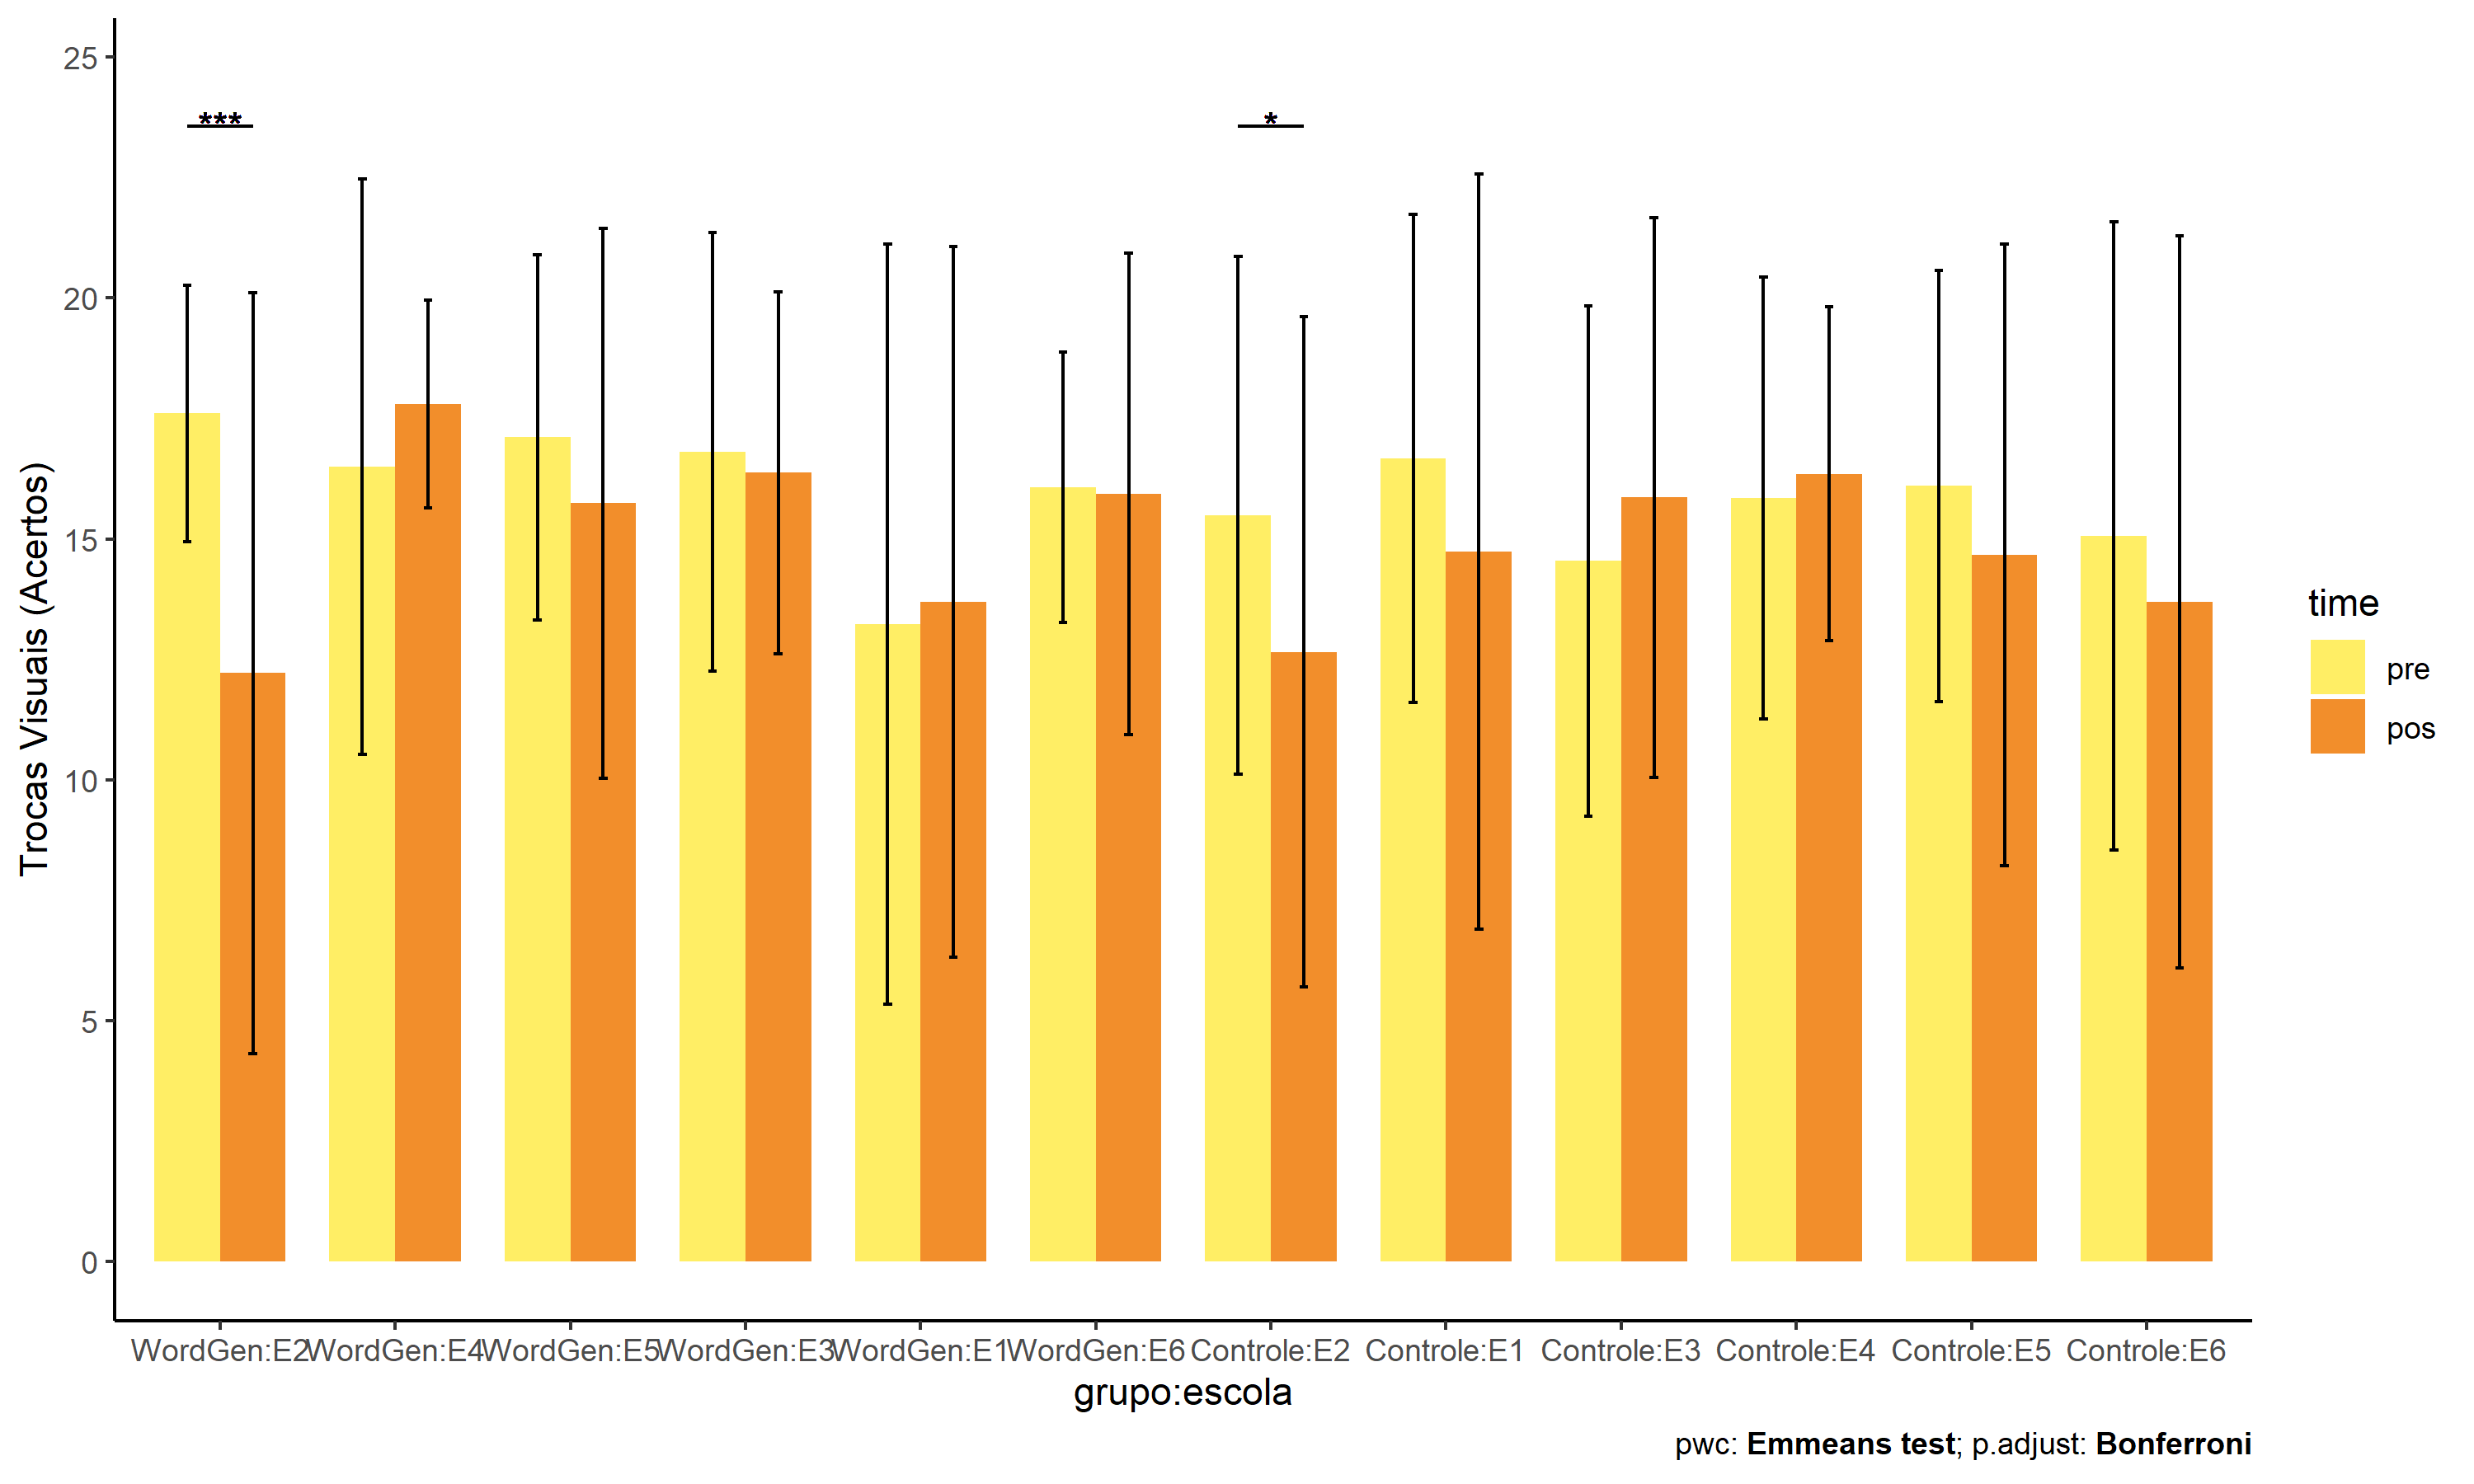 25
20
15
10
5
0
Trocas Visuais (Acertos)
***
*
WordGen:E2 WordGen:E4 WordGen:E5 WordGen:E3 WordGen:E1 WordGen:E6 Controle:E2 Controle:E1 Controle:E3 Controle:E4 Controle:E5 Controle:E6
grupo:escola
time
pre
pos
pwc: Emmeans test; p.adjust: Bonferroni